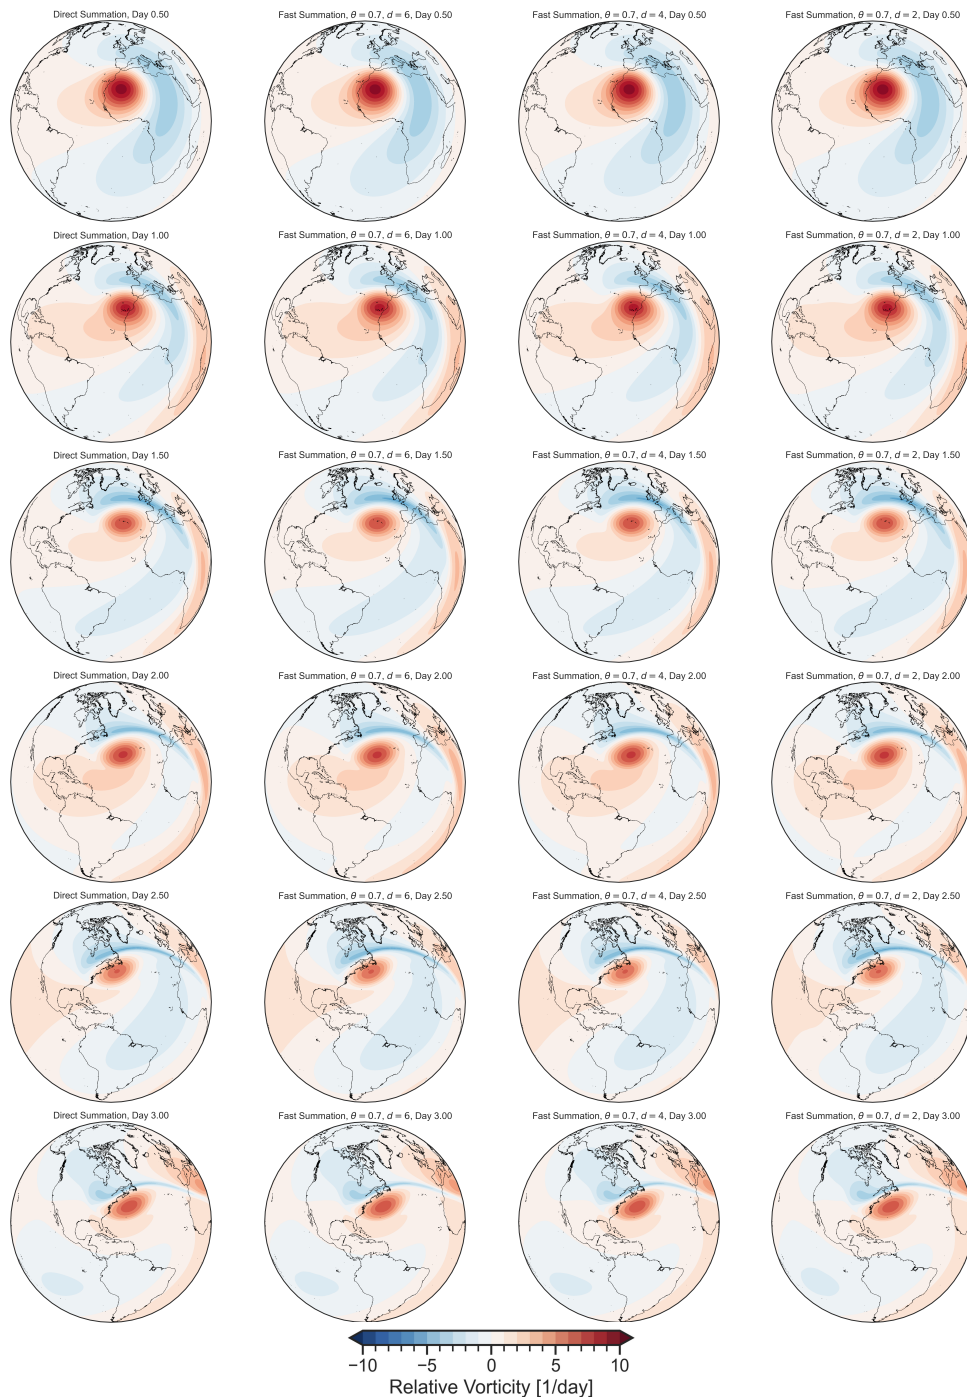 Direct Summation, Day 0.50
Fast Summation, θ = 0.7, d = 6, Day 0.50
Fast Summation, θ = 0.7, d = 4, Day 0.50
Fast Summation, θ = 0.7, d = 2, Day 0.50
Direct Summation, Day 1.00
Fast Summation, θ = 0.7, d = 6, Day 1.00
Fast Summation, θ = 0.7, d = 4, Day 1.00
Fast Summation, θ = 0.7, d = 2, Day 1.00
Direct Summation, Day 1.50
Fast Summation, θ = 0.7, d = 6, Day 1.50
Fast Summation, θ = 0.7, d = 4, Day 1.50
Fast Summation, θ = 0.7, d = 2, Day 1.50
Direct Summation, Day 2.00
Fast Summation, θ = 0.7, d = 6, Day 2.00
Fast Summation, θ = 0.7, d = 4, Day 2.00
Fast Summation, θ = 0.7, d = 2, Day 2.00
Direct Summation, Day 2.50
Fast Summation, θ = 0.7, d = 6, Day 2.50
Fast Summation, θ = 0.7, d = 4, Day 2.50
Fast Summation, θ = 0.7, d = 2, Day 2.50
Direct Summation, Day 3.00
Fast Summation, θ = 0.7, d = 6, Day 3.00
Fast Summation, θ = 0.7, d = 4, Day 3.00
Fast Summation, θ = 0.7, d = 2, Day 3.00
−10 −5 0 5 10
Relative Vorticity [1/day]